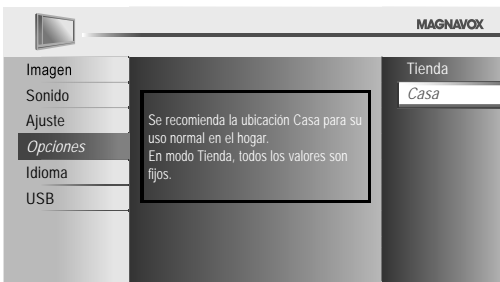 MAGNAVOX
Imagen
Sonido
Ajuste
Opciones
Idioma
USB
Se recomienda la ubicación Casa para su
uso normal en el hogar.
En modo Tienda, todos los valores son
fijos.
Tienda
Casa